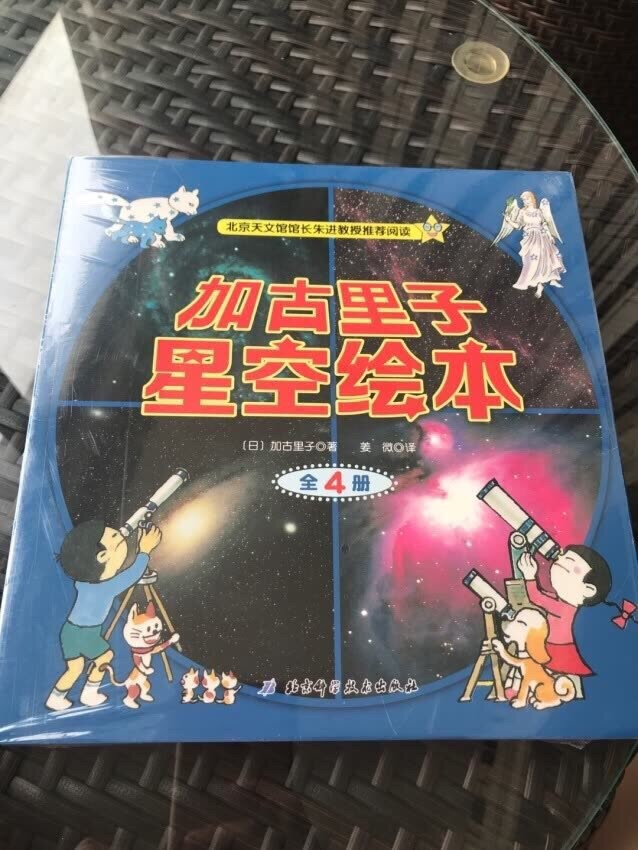 北京天文馆馆长朱进教授推荐阅读
加古里子
星空绘本
〔日〕加古里子◎著 姜 微◎译
全4册
北京科学技术出版社